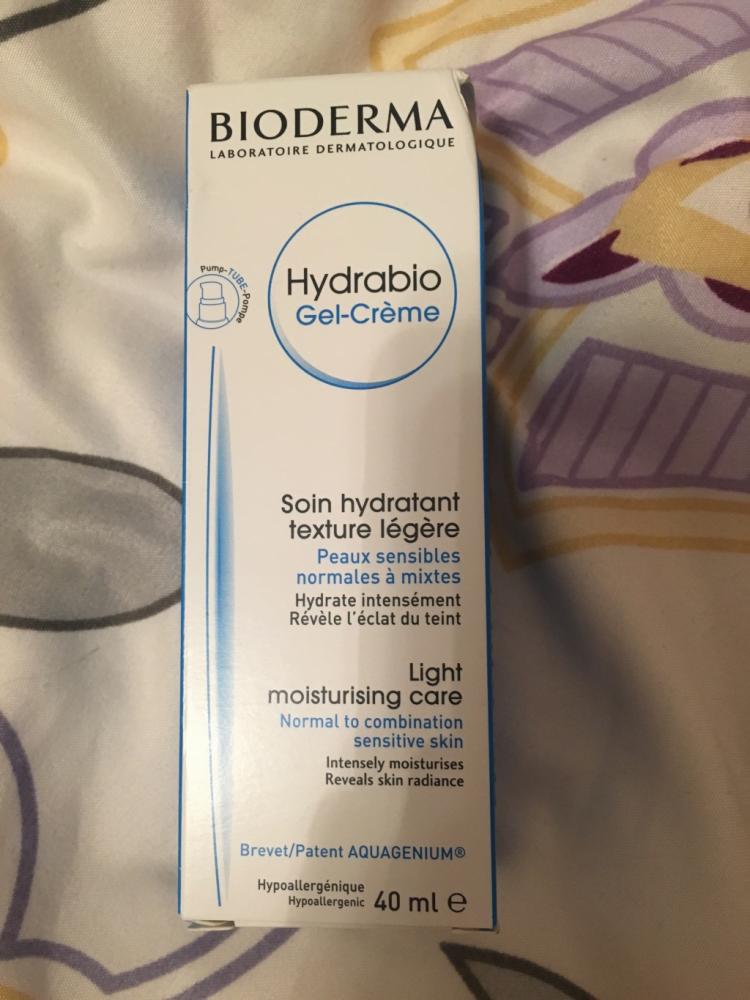 BIODERMA
LABORATOIRE DERMATOLOGIQUE
Hydrabio
Gel-Crème
Pump-TUBE-Pompe
Soin hydratant
texture légère
Peaux sensibles
normales à mixtes
Hydrate intensément
Révèle l'éclat du teint
Light
moisturising care
Normal to combination
sensitive skin
Intensely moisturises
Reveals skin radiance
Brevet/Patent AQUAGENIUM®
Hypoallergénique
Hypoallergenic 40 ml e